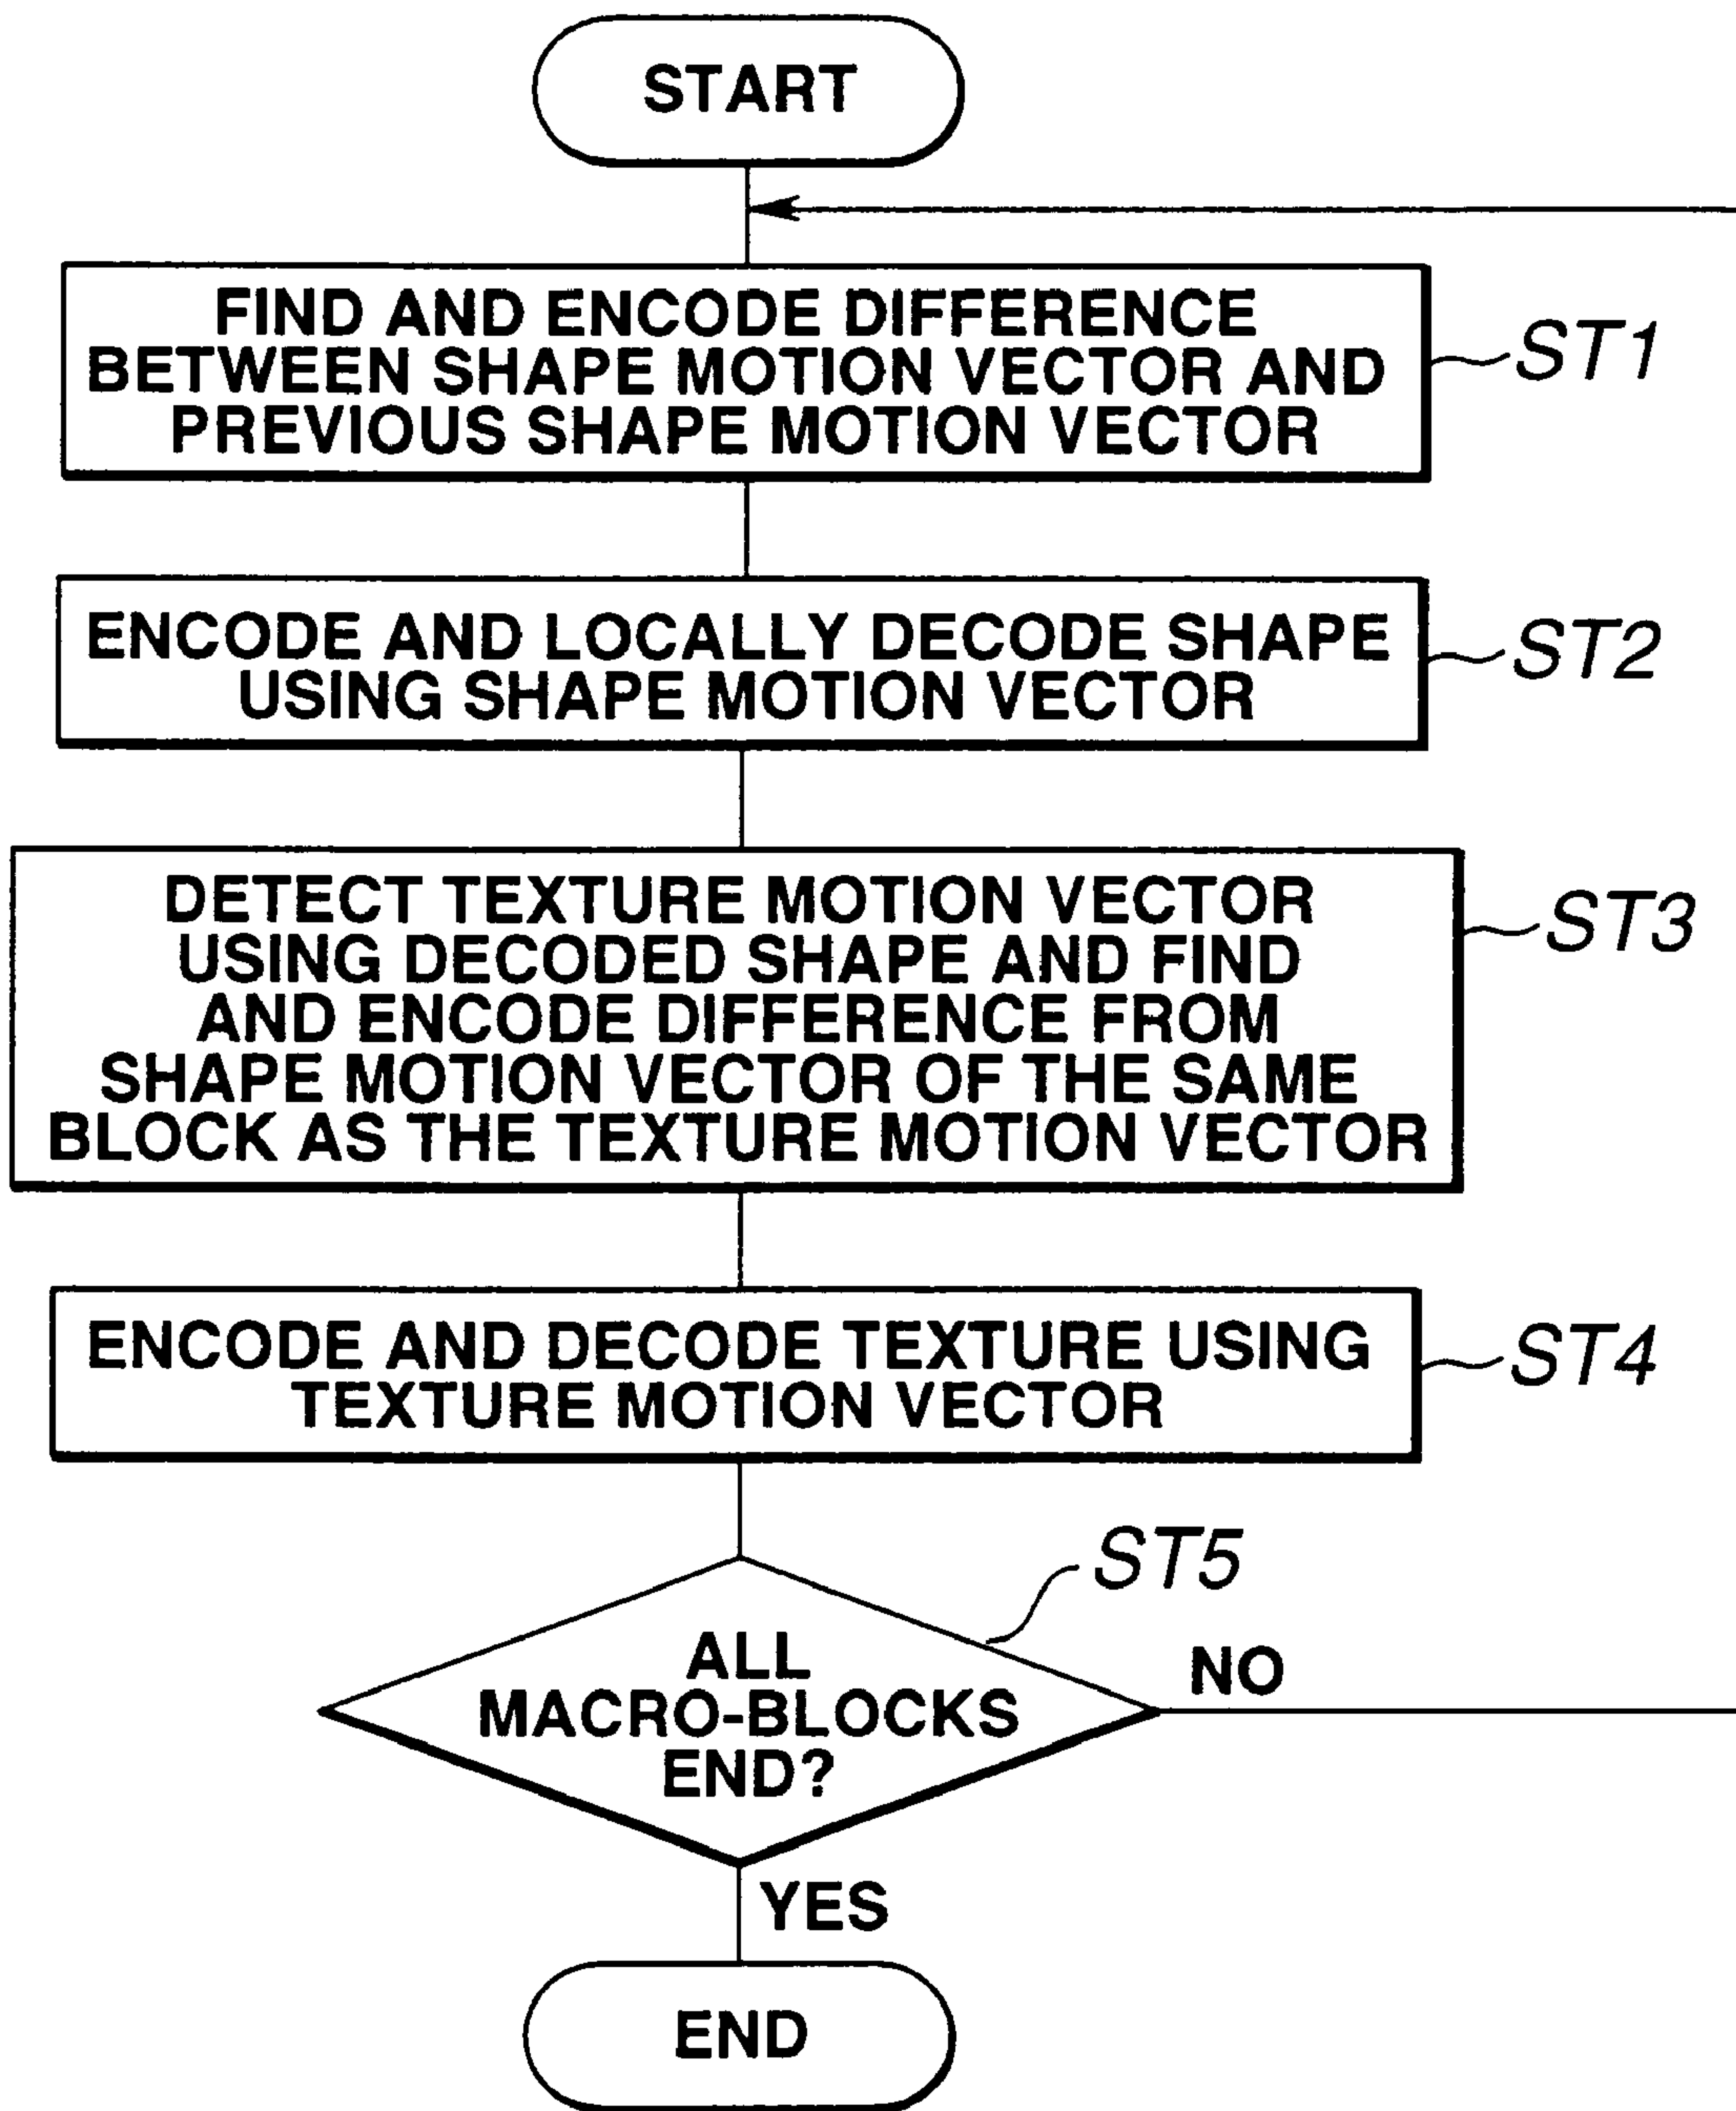 START
FIND AND ENCODE DIFFERENCE
BETWEEN SHAPE MOTION VECTOR AND
PREVIOUS SHAPE MOTION VECTOR
ST1
ENCODE AND LOCALLY DECODE SHAPE
USING SHAPE MOTION VECTOR
ST2
DETECT TEXTURE MOTION VECTOR
USING DECODED SHAPE AND FIND
AND ENCODE DIFFERENCE FROM
SHAPE MOTION VECTOR OF THE SAME
BLOCK AS THE TEXTURE MOTION VECTOR
ST3
ENCODE AND DECODE TEXTURE USING
TEXTURE MOTION VECTOR
ST4
ST5
ALL
MACRO-BLOCKS
END?
NO
YES
END